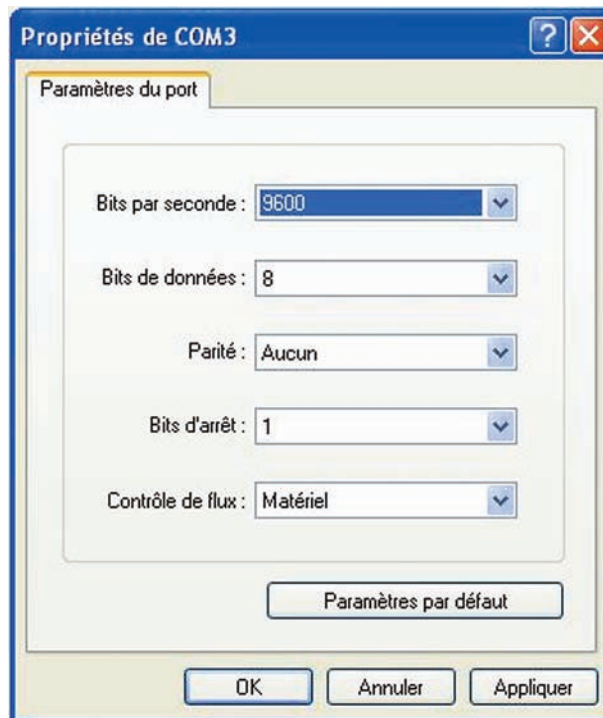 Propriétés de COM3
Paramètres du port
Bits par seconde : 9600
Bits de données : 8
Parité : Aucun
Bits d'arrêt : 1
Contrôle de flux : Matériel
Paramètres par défaut
OK Annuler Appliquer